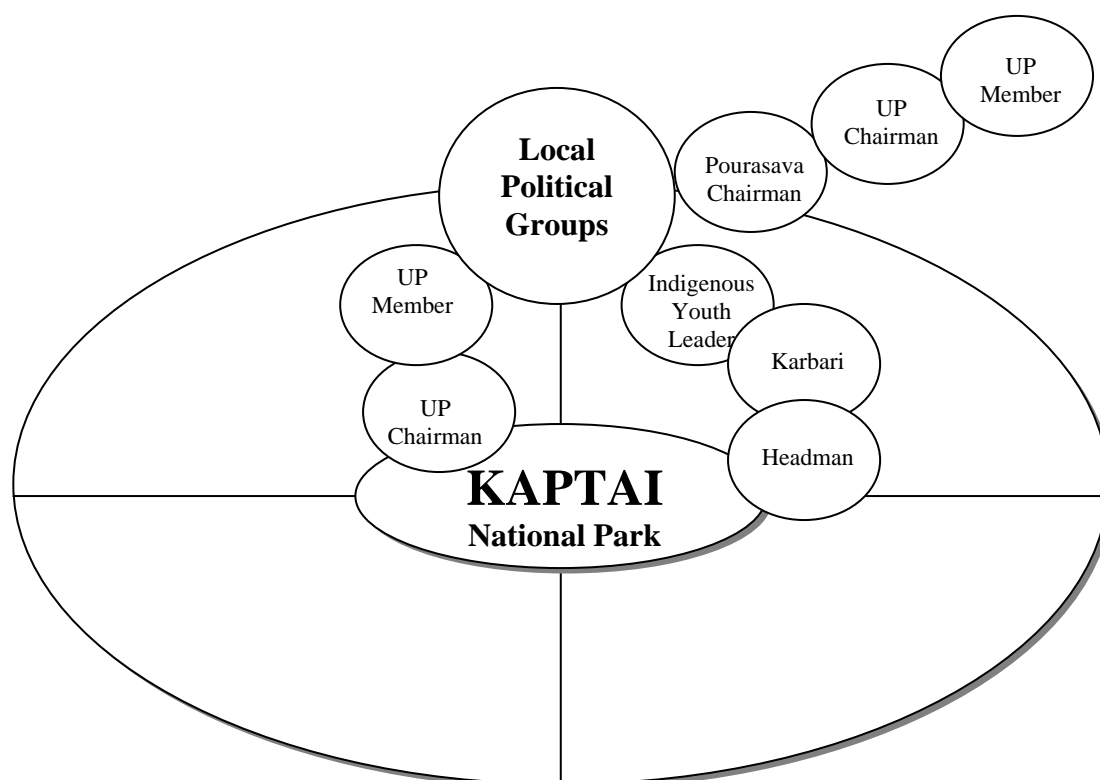 UP
Member
UP
Chairman
Pourasava
Chairman
Local
Political
Groups
UP
Member
Indigenous
Youth
Leader
Karbari
UP
Chairman
Headman
KAPTAI
National Park